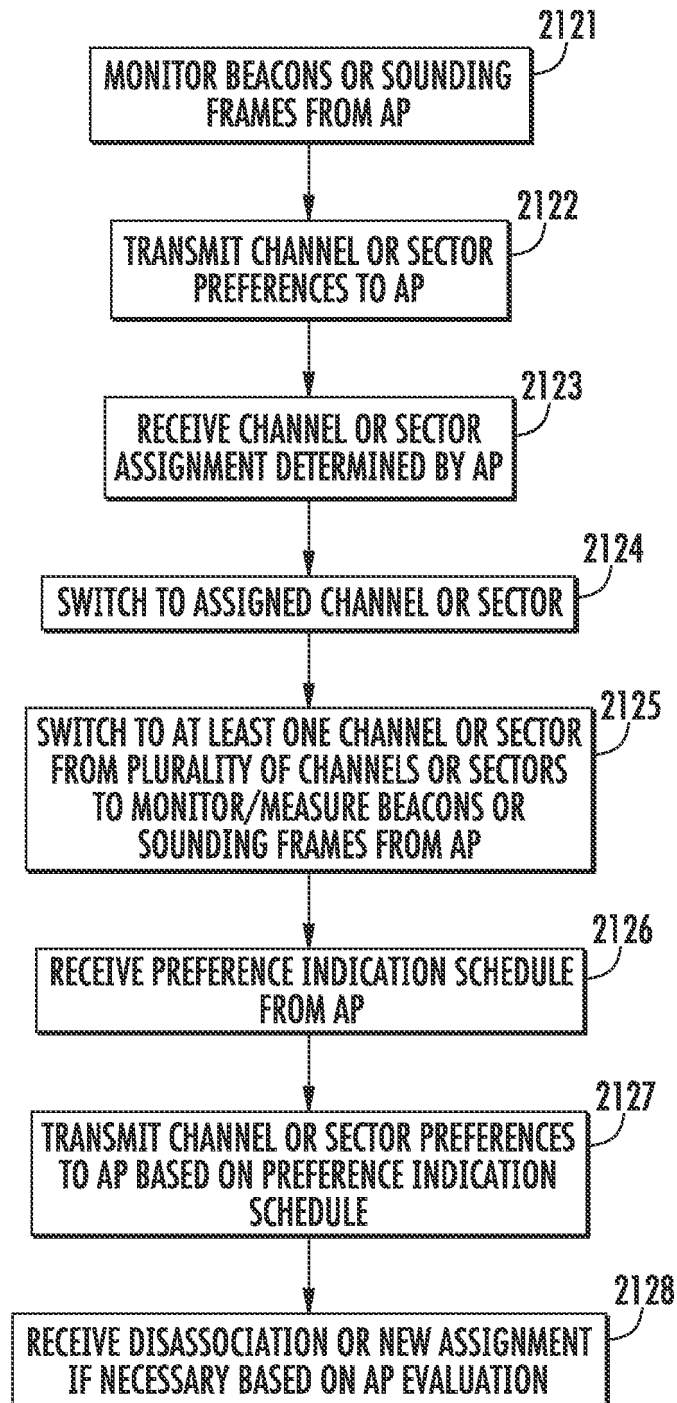 2121
MONITOR BEACONS OR SOUNDING
FRAMES FROM AP
2122
TRANSMIT CHANNEL OR SECTOR
PREFERENCES TO AP
2123
RECEIVE CHANNEL OR SECTOR
ASSIGNMENT DETERMINED BY AP
2124
SWITCH TO ASSIGNED CHANNEL OR SECTOR
2125
SWITCH TO AT LEAST ONE CHANNEL OR SECTOR
FROM PLURALITY OF CHANNELS OR SECTORS
TO MONITOR/MEASURE BEACONS OR
SOUNDING FRAMES FROM AP
2126
RECEIVE PREFERENCE INDICATION SCHEDULE
FROM AP
2127
TRANSMIT CHANNEL OR SECTOR PREFERENCES
TO AP BASED ON PREFERENCE INDICATION
SCHEDULE
2128
RECEIVE DISASSOCIATION OR NEW ASSIGNMENT
IF NECESSARY BASED ON AP EVALUATION